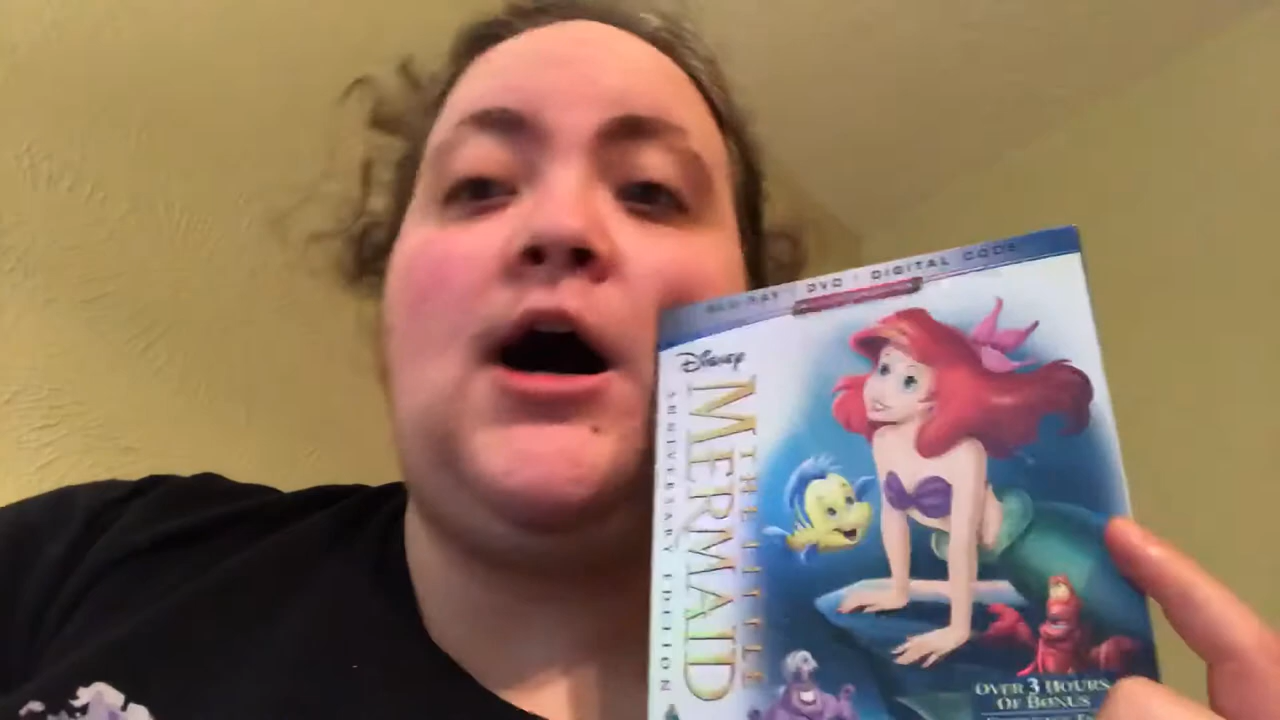 BLU-RAY | DVD | DIGITAL CODE
Disney
THE LITTLE
MERMAID
ANNIVERSARY EDITION
OVER 3 HOURS
OF BONUS